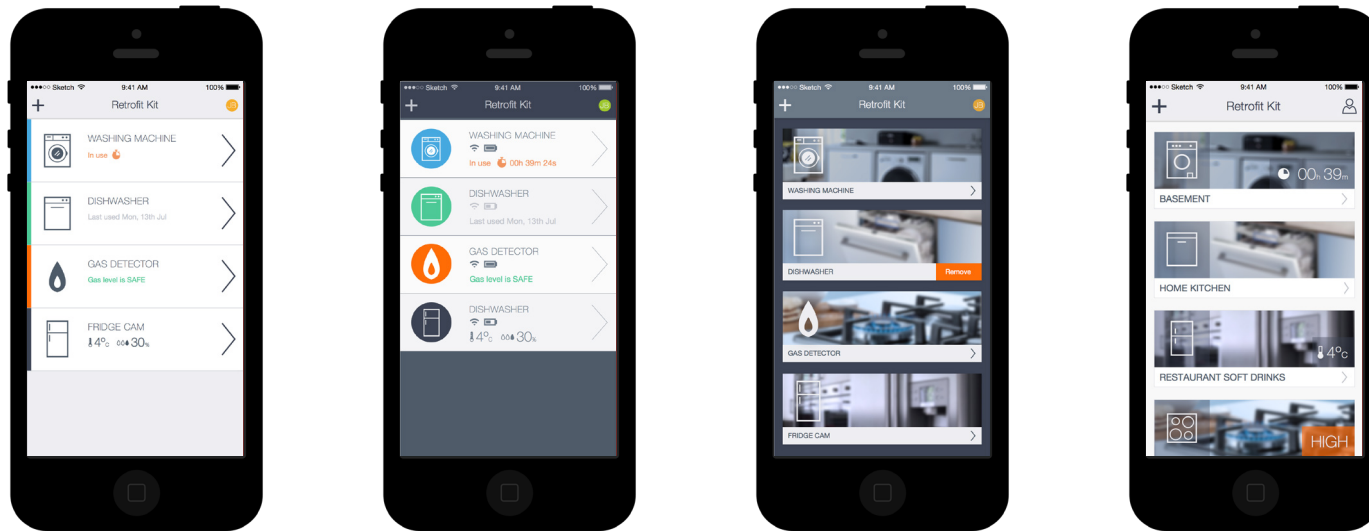 ●●●○○ Sketch 9:41 AM 100%
+ Retrofit Kit JB
WASHING MACHINE
In use
DISHWASHER
Last used Mon, 13th Jul
GAS DETECTOR
Gas level is SAFE
FRIDGE CAM
4°c 30%
●●●○○ Sketch 9:41 AM 100%
+ Retrofit Kit JB
WASHING MACHINE
In use 00h 39m 24s
DISHWASHER
Last used Mon, 13th Jul
GAS DETECTOR
Gas level is SAFE
DISHWASHER
4°c 30%
●●●○○ Sketch 9:41 AM 100%
+ Retrofit Kit JB
WASHING MACHINE
DISHWASHER Remove
GAS DETECTOR
FRIDGE CAM
●●●○○ Sketch 9:41 AM 100%
+ Retrofit Kit
00h 39m
BASEMENT
HOME KITCHEN
4°c
RESTAURANT SOFT DRINKS
HIGH